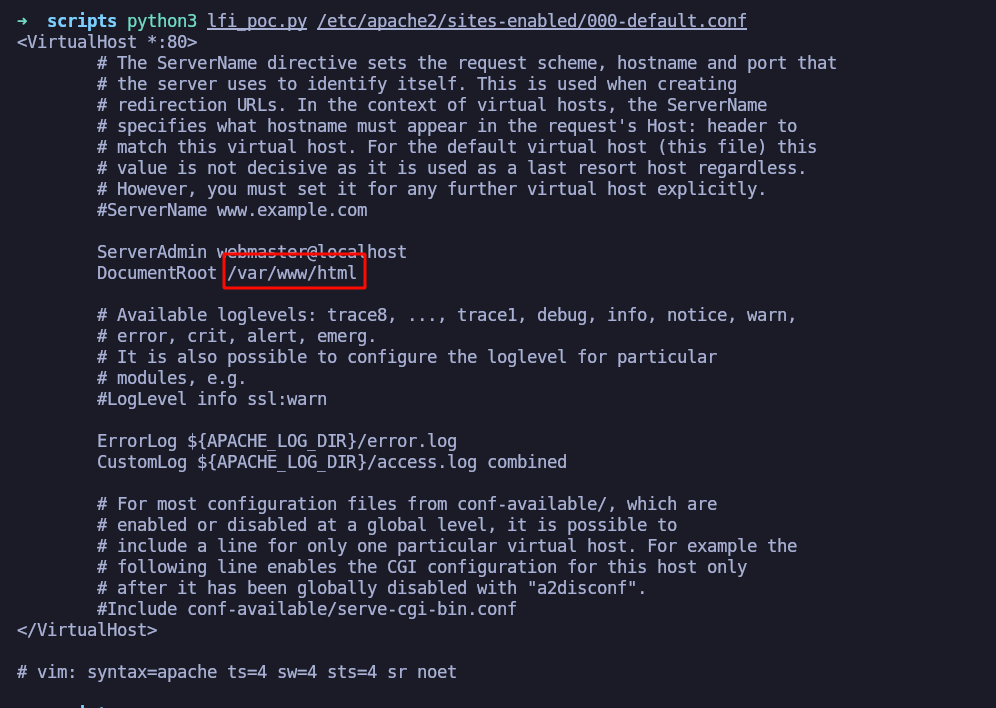 → scripts python3 lfi_poc.py /etc/apache2/sites-enabled/000-default.conf
<VirtualHost *:80>
        # The ServerName directive sets the request scheme, hostname and port that
        # the server uses to identify itself. This is used when creating
        # redirection URLs. In the context of virtual hosts, the ServerName
        # specifies what hostname must appear in the request's Host: header to
        # match this virtual host. For the default virtual host (this file) this
        # value is not decisive as it is used as a last resort host regardless.
        # However, you must set it for any further virtual host explicitly.
        #ServerName www.example.com

        ServerAdmin webmaster@localhost
        DocumentRoot /var/www/html

        # Available loglevels: trace8, ..., trace1, debug, info, notice, warn,
        # error, crit, alert, emerg.
        # It is also possible to configure the loglevel for particular
        # modules, e.g.
        #LogLevel info ssl:warn

        ErrorLog ${APACHE_LOG_DIR}/error.log
        CustomLog ${APACHE_LOG_DIR}/access.log combined

        # For most configuration files from conf-available/, which are
        # enabled or disabled at a global level, it is possible to
        # include a line for only one particular virtual host. For example the
        # following line enables the CGI configuration for this host only
        # after it has been globally disabled with "a2disconf".
        #Include conf-available/serve-cgi-bin.conf
</VirtualHost>

# vim: syntax=apache ts=4 sw=4 sts=4 sr noet